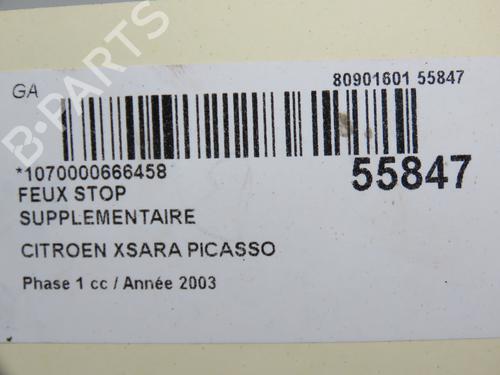 GA
80901601 55847
*1070000666458
55847
FEUX STOP
SUPPLEMENTAIRE
CITROEN XSARA PICASSO
Phase 1 cc / Année 2003
B-PARTS